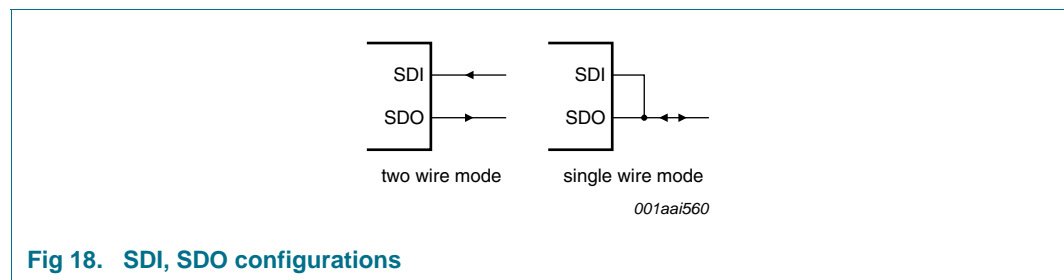 SDI
SDO
two wire mode
SDI
SDO
single wire mode
001aai560
Fig 18. SDI, SDO configurations